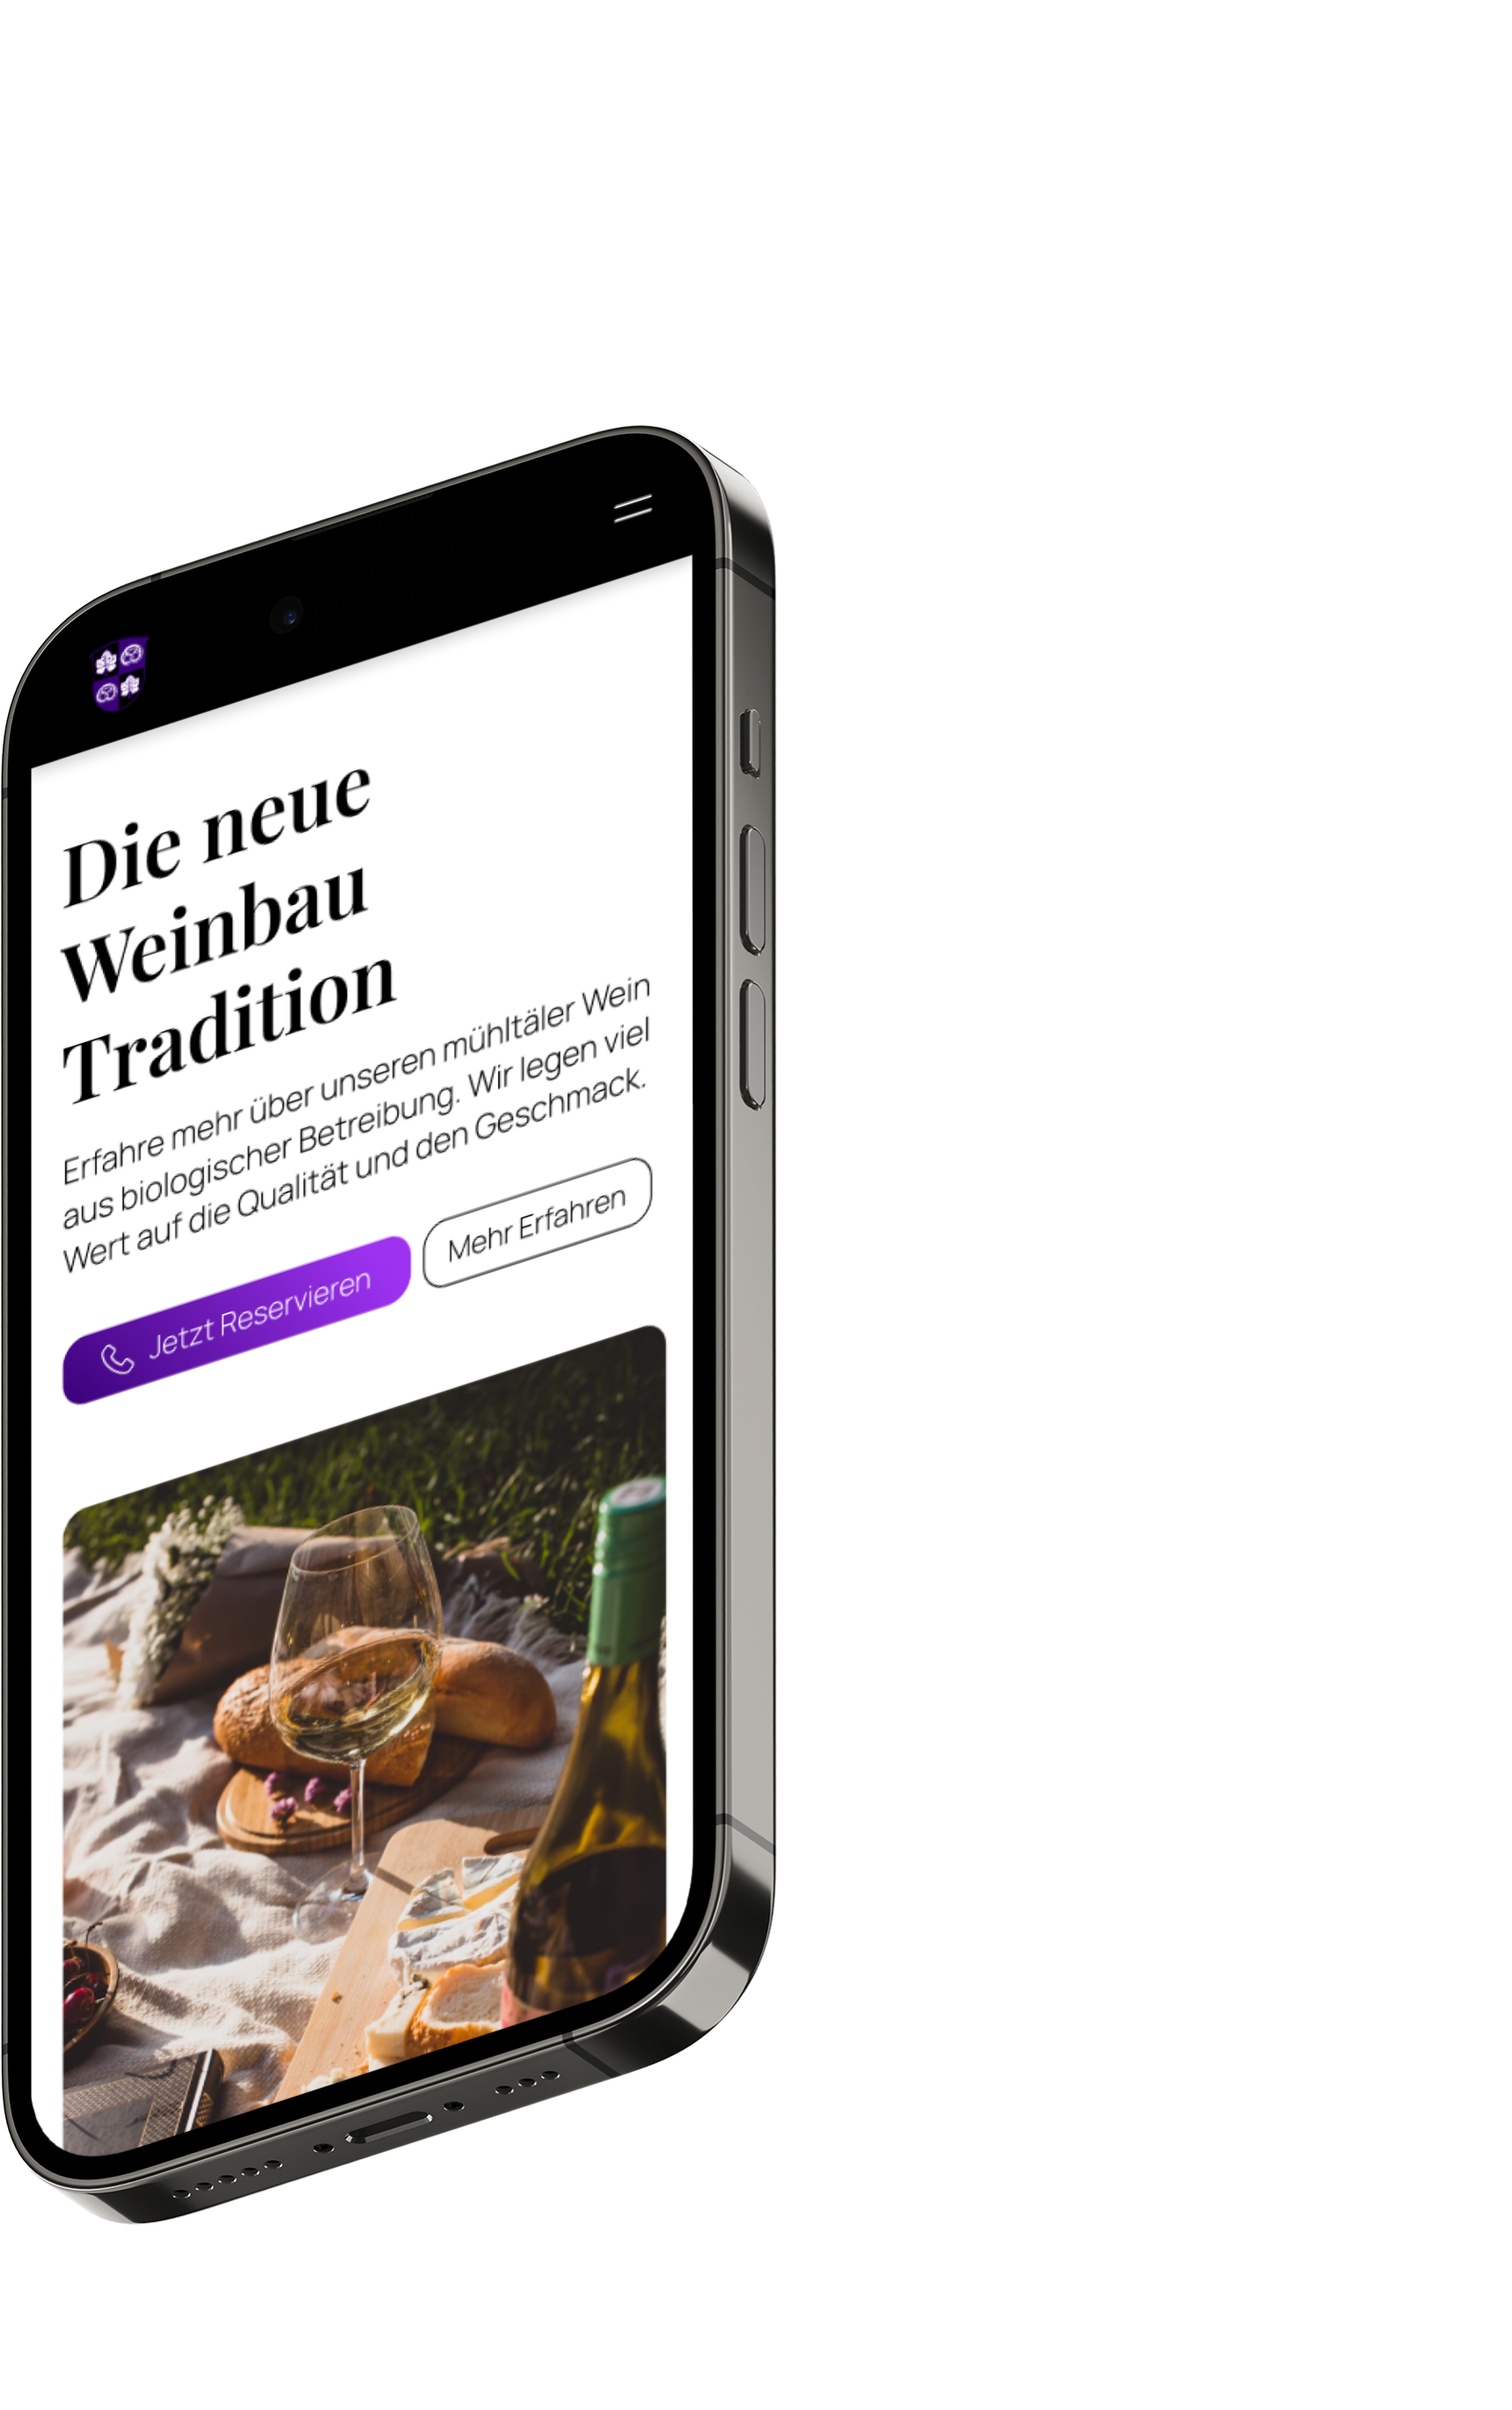 Die neue
Weinbau
Tradition
Erfahre mehr über unseren mühltäler Wein
aus biologischer Betreibung. Wir legen viel
Wert auf die Qualität und den Geschmack.
Jetzt Reservieren
Mehr Erfahren